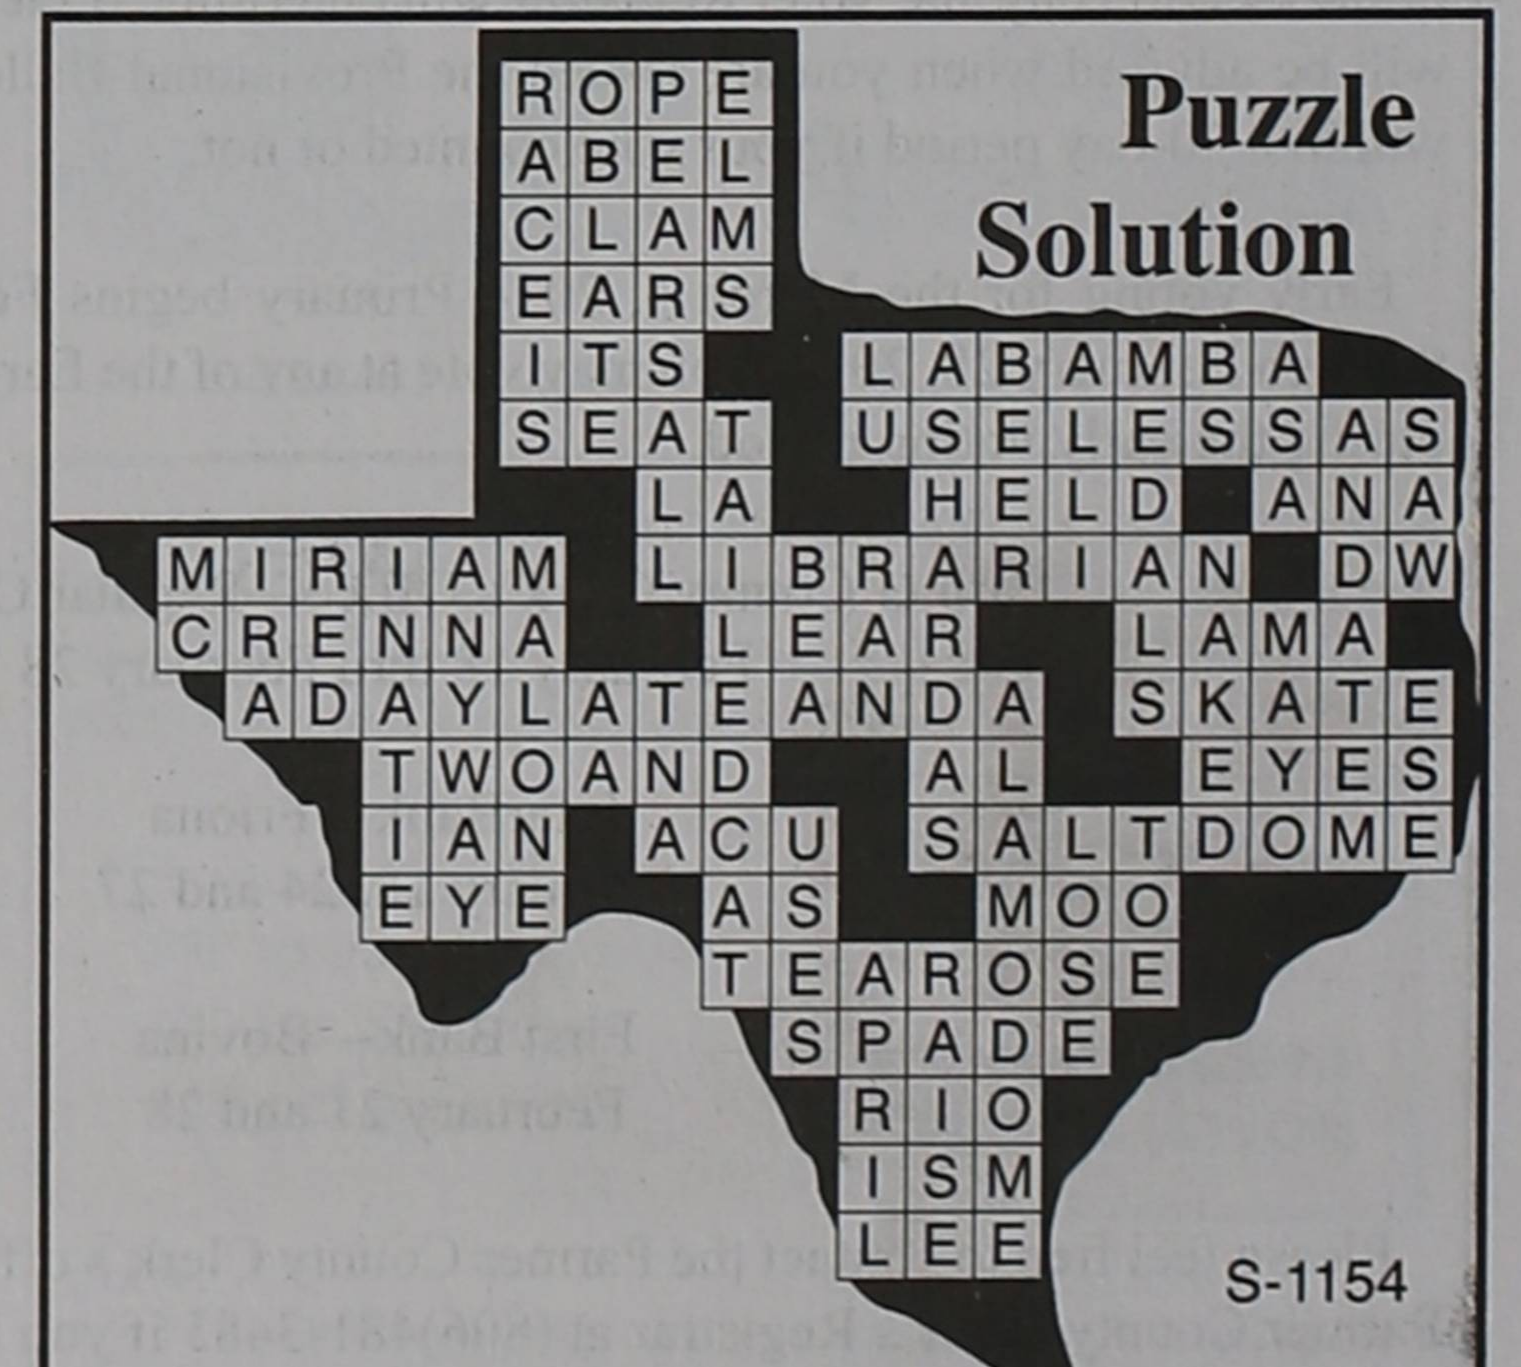 Puzzle
Solution
ROPE
ABEL
CLAM
EARS
ITS LABAMBA
SEAT USELESSAS
LA HELD ANA
MIRIAM LIBRARIAN DW
CRENNA LEAR LAMA
ADAYLATEANDA SKATE
TWOAND AL EYES
IAN ACU SALTDOME
EYE AS MOO
TEAROSE
SPADE
RIO
ISM
LEE
S-1154